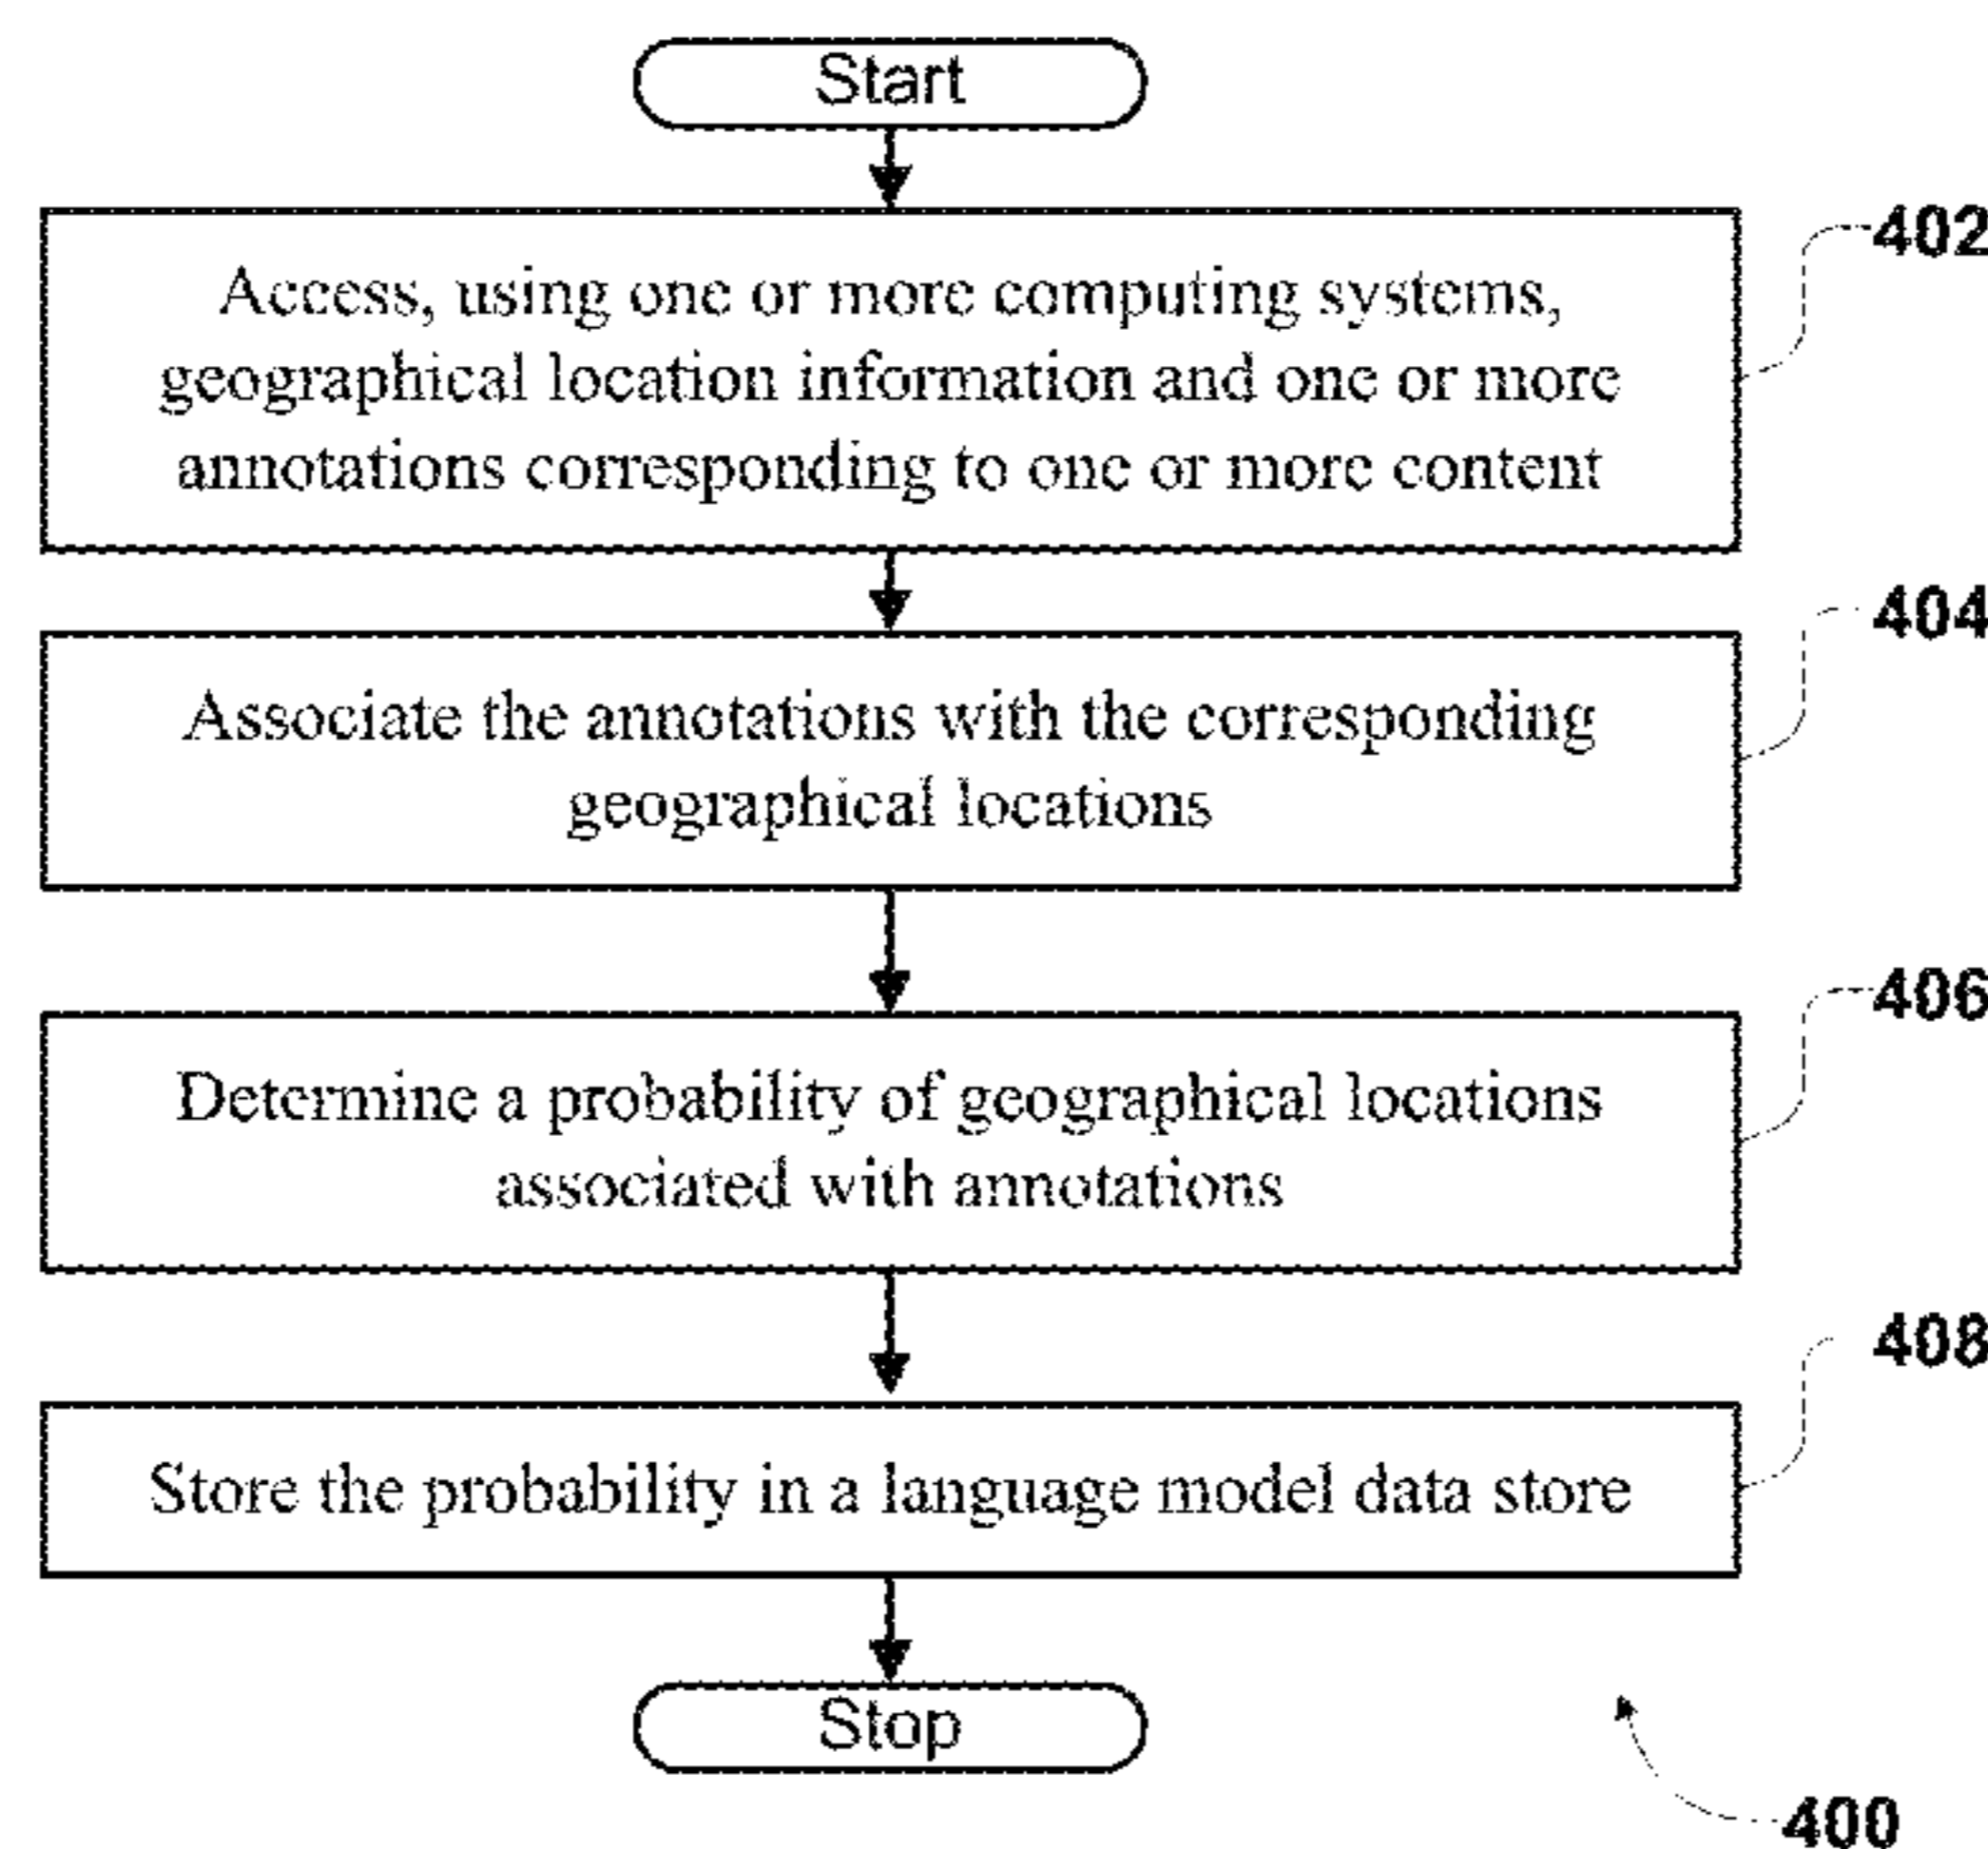 Start
402
Access, using one or more computing systems,
geographical location information and one or more
annotations corresponding to one or more content
404
Associate the annotations with the corresponding
geographical locations
406
Determine a probability of geographical locations
associated with annotations
408
Store the probability in a language model data store
Stop
400